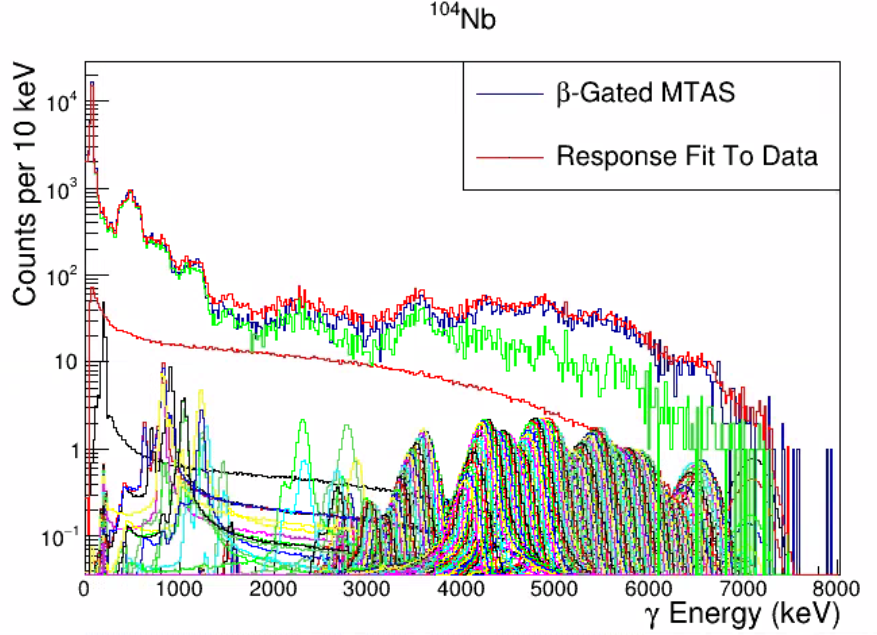 ¹⁰⁴Nb
β-Gated MTAS
Response Fit To Data
Counts per 10 keV
10⁴
10³
10²
10
1
10⁻¹
0 1000 2000 3000 4000 5000 6000 7000 8000
γ Energy (keV)